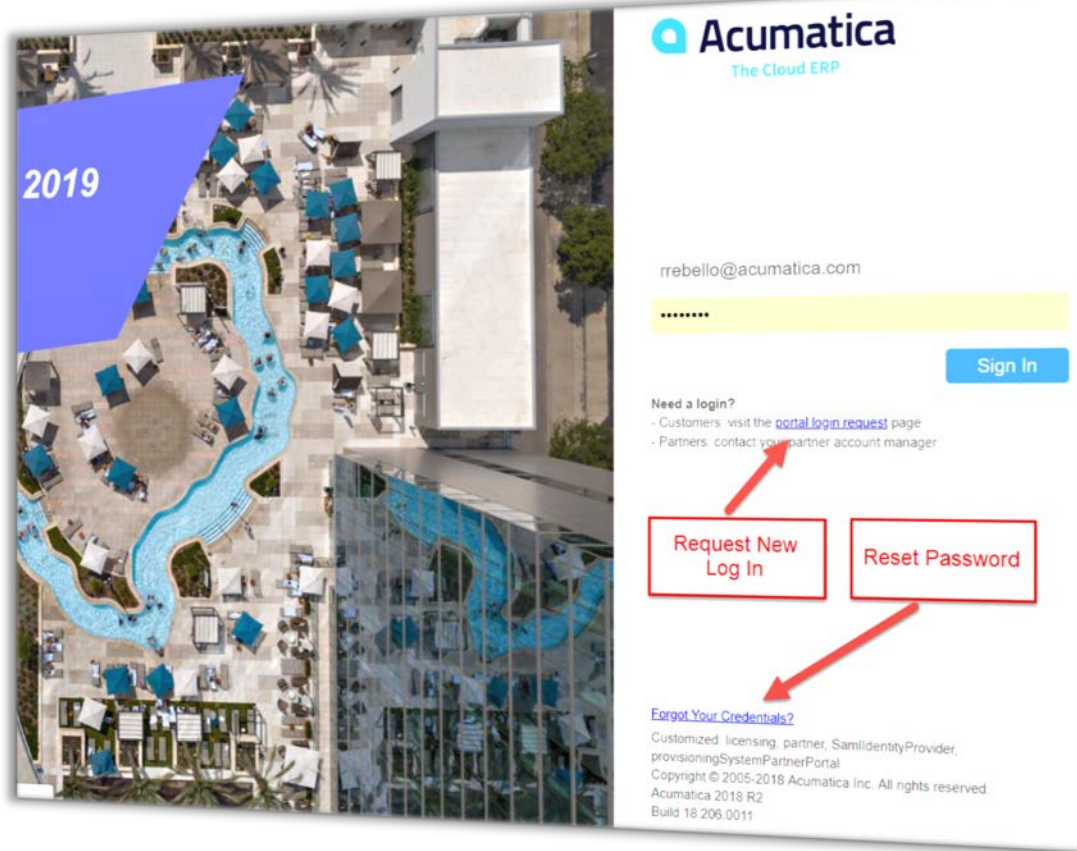 Acumatica
The Cloud ERP
2019
rrebello@acumatica.com
••••••••
Sign In
Need a login?
- Customers: visit the portal login request page
- Partners: contact your partner account manager
Request New
Log In
Reset Password
Forgot Your Credentials?
Customized: licensing, partner, SamlIdentityProvider,
provisioningSystemPartnerPortal
Copyright © 2005-2018 Acumatica Inc. All rights reserved.
Acumatica 2018 R2
Build 18.206.0011